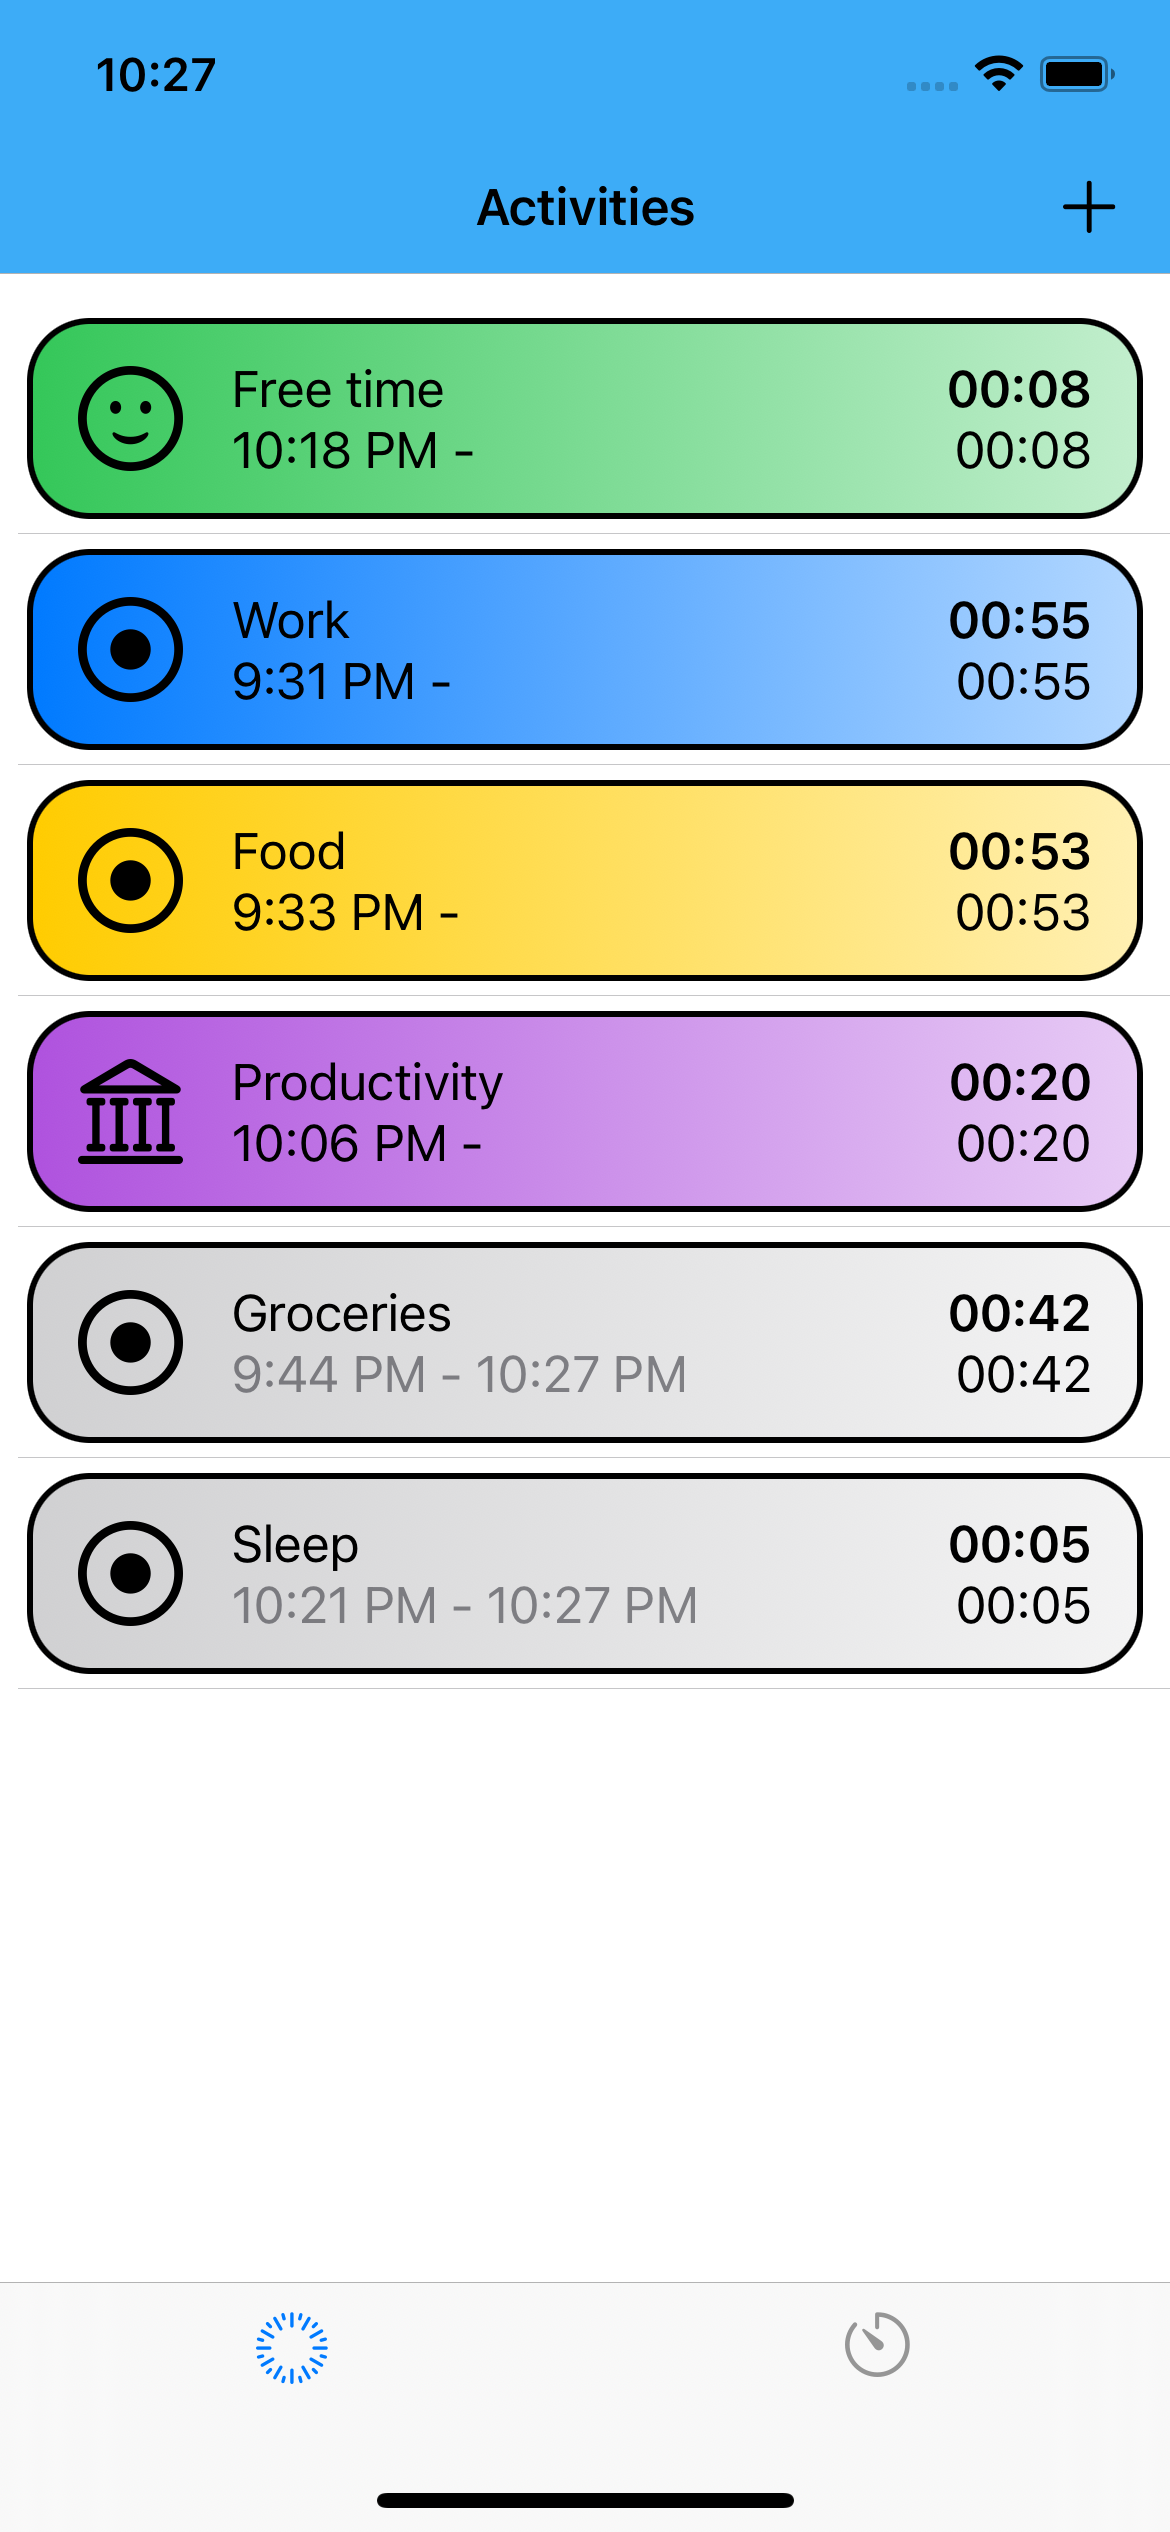 10:27
Activities
Free time 00:08
10:18 PM - 00:08
Work 00:55
9:31 PM - 00:55
Food 00:53
9:33 PM - 00:53
Productivity 00:20
10:06 PM - 00:20
Groceries 00:42
9:44 PM - 10:27 PM 00:42
Sleep 00:05
10:21 PM - 10:27 PM 00:05